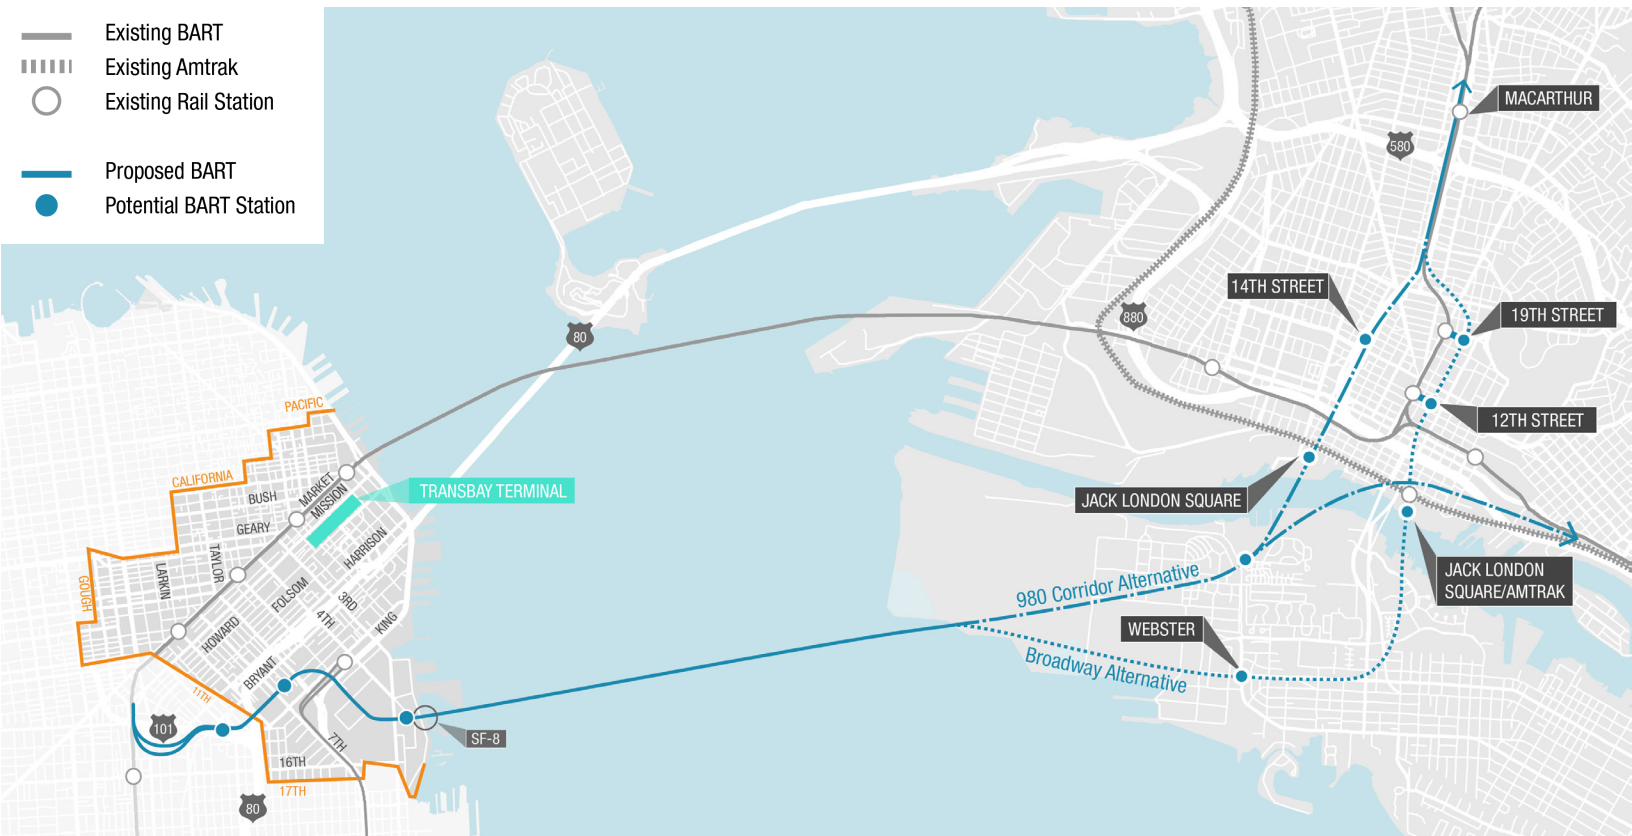 Existing BART
Existing Amtrak
Existing Rail Station
Proposed BART
Potential BART Station
MACARTHUR
580
14TH STREET
19TH STREET
880
80
12TH STREET
PACIFIC
CALIFORNIA
MARKET
MISSION
TRANSBAY TERMINAL
BUSH
GEARY
JACK LONDON SQUARE
TAYLOR
HARRISON
LARKIN
GOUGH
FOLSOM
3RD
4TH
KING
HOWARD
980 Corridor Alternative
JACK LONDON
SQUARE/AMTRAK
WEBSTER
Broadway Alternative
BRYANT
11TH
101
7TH
SF-8
16TH
17TH
80